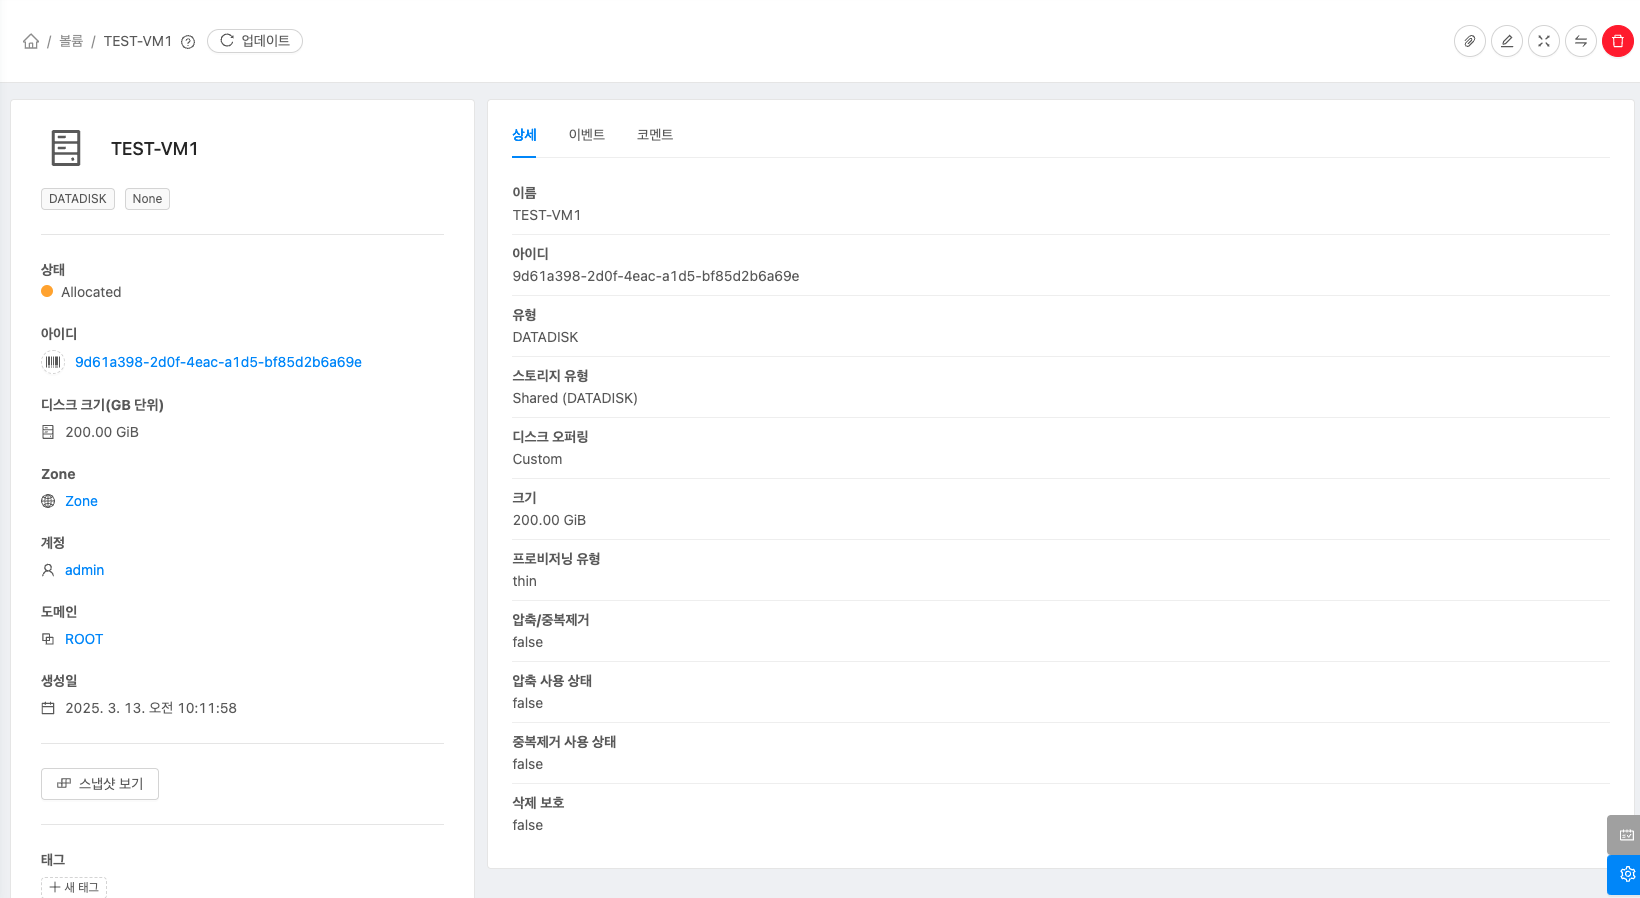 / 볼륨 / TEST-VM1 업데이트
TEST-VM1
DATADISK None
상태
Allocated
아이디
9d61a398-2d0f-4eac-a1d5-bf85d2b6a69e
디스크 크기(GB 단위)
200.00 GiB
Zone
Zone
계정
admin
도메인
ROOT
생성일
2025. 3. 13. 오전 10:11:58
스냅샷 보기
태그
+ 새 태그
상세 이벤트 코멘트
이름
TEST-VM1
아이디
9d61a398-2d0f-4eac-a1d5-bf85d2b6a69e
유형
DATADISK
스토리지 유형
Shared (DATADISK)
디스크 오퍼링
Custom
크기
200.00 GiB
프로비저닝 유형
thin
압축/중복제거
false
압축 사용 상태
false
중복제거 사용 상태
false
삭제 보호
false